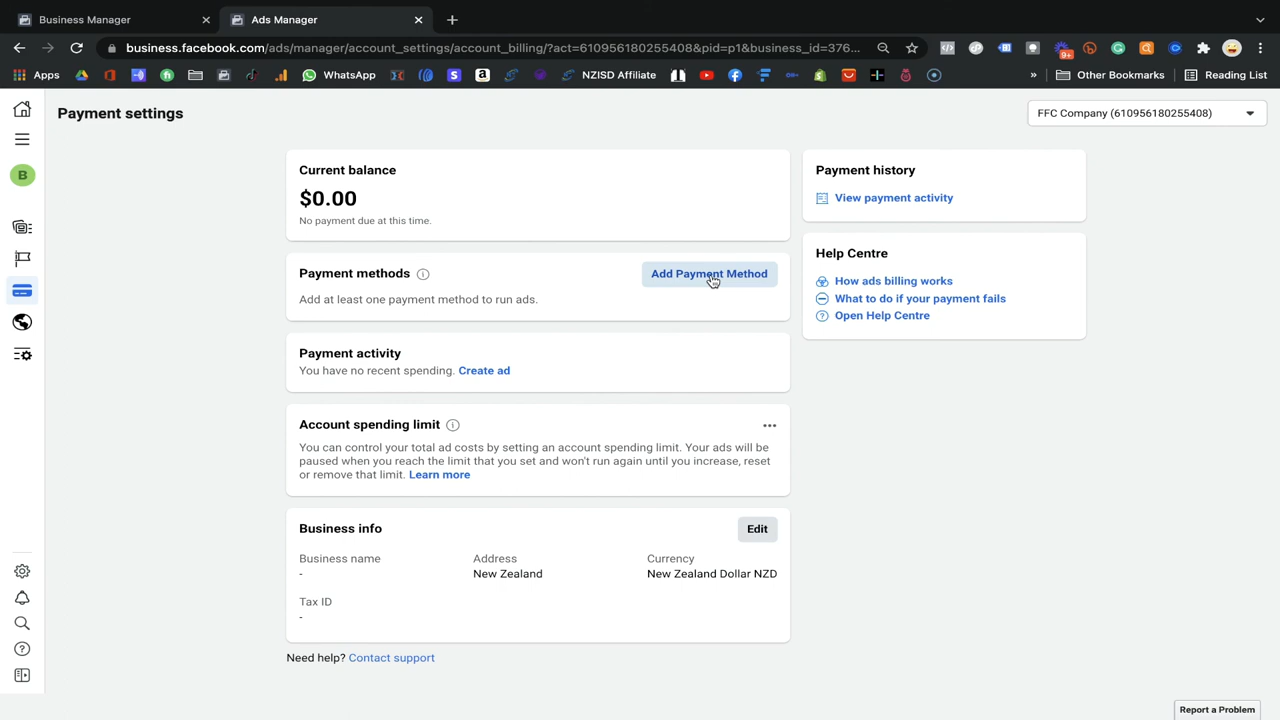 Business Manager
Ads Manager
business.facebook.com/ads/manager/account_settings/account_billing/?act=610956180255408&pid=p1&business_id=376...
9+
Apps
WhatsApp
NZISD Affiliate
»
Other Bookmarks
Reading List
Payment settings
FFC Company (610956180255408)
B
Current balance
$0.00
No payment due at this time.
Payment history
View payment activity
Payment methods
Add Payment Method
Add at least one payment method to run ads.
Help Centre
How ads billing works
What to do if your payment fails
Open Help Centre
Payment activity
You have no recent spending. Create ad
Account spending limit
You can control your total ad costs by setting an account spending limit. Your ads will be
paused when you reach the limit that you set and won't run again until you increase, reset
or remove that limit. Learn more
Business info
Edit
Business name
-
Address
New Zealand
Currency
New Zealand Dollar NZD
Tax ID
-
Need help? Contact support
Report a Problem